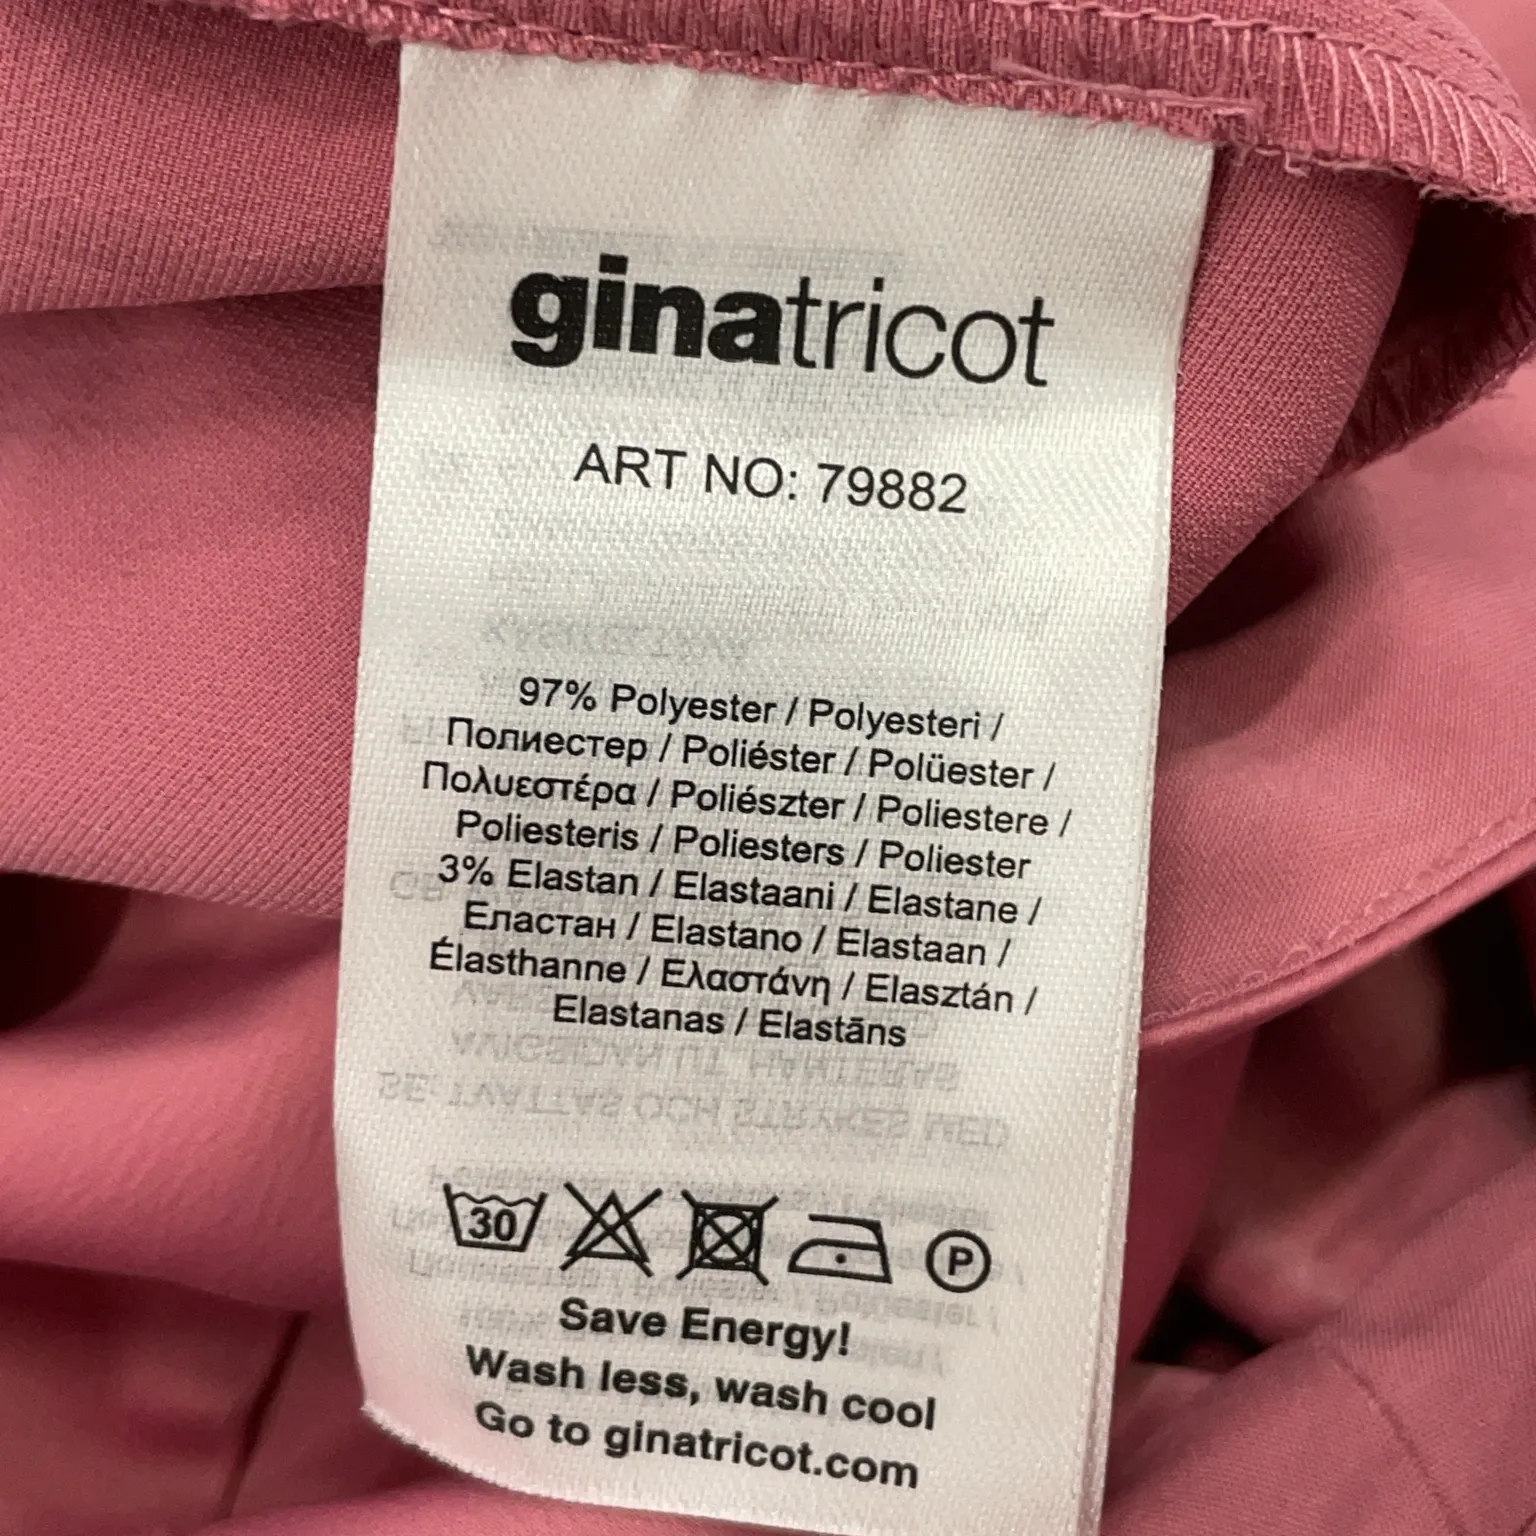 ginatricot
ART NO: 79882
97% Polyester / Polyesteri /
Полиестер / Poliéster / Polüester /
Πολυεστέρα / Poliészter / Poliestere /
Poliesteris / Poliesters / Poliester
3% Elastan / Elastaani / Elastane /
Еластан / Elastano / Elastaan /
Élasthanne / Ελαστάνη / Elasztán /
Elastanas / Elastāns
30
P
Save Energy!
Wash less, wash cool
Go to ginatricot.com